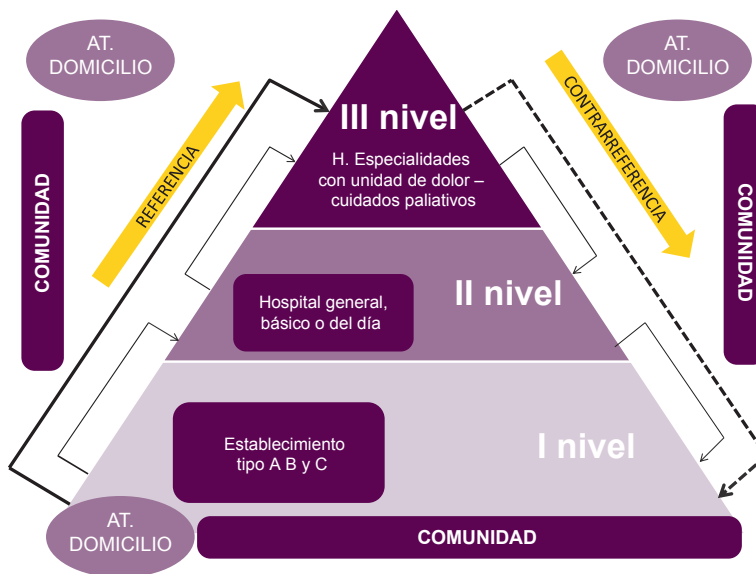 AT.
DOMICILIO
AT.
DOMICILIO
REFERENCIA
CONTRARREFERENCIA
COMUNIDAD
COMUNIDAD
III nivel
H. Especialidades
con unidad de dolor –
cuidados paliativos
II nivel
Hospital general,
básico o del día
I nivel
Establecimiento
tipo A B y C
AT.
DOMICILIO
COMUNIDAD